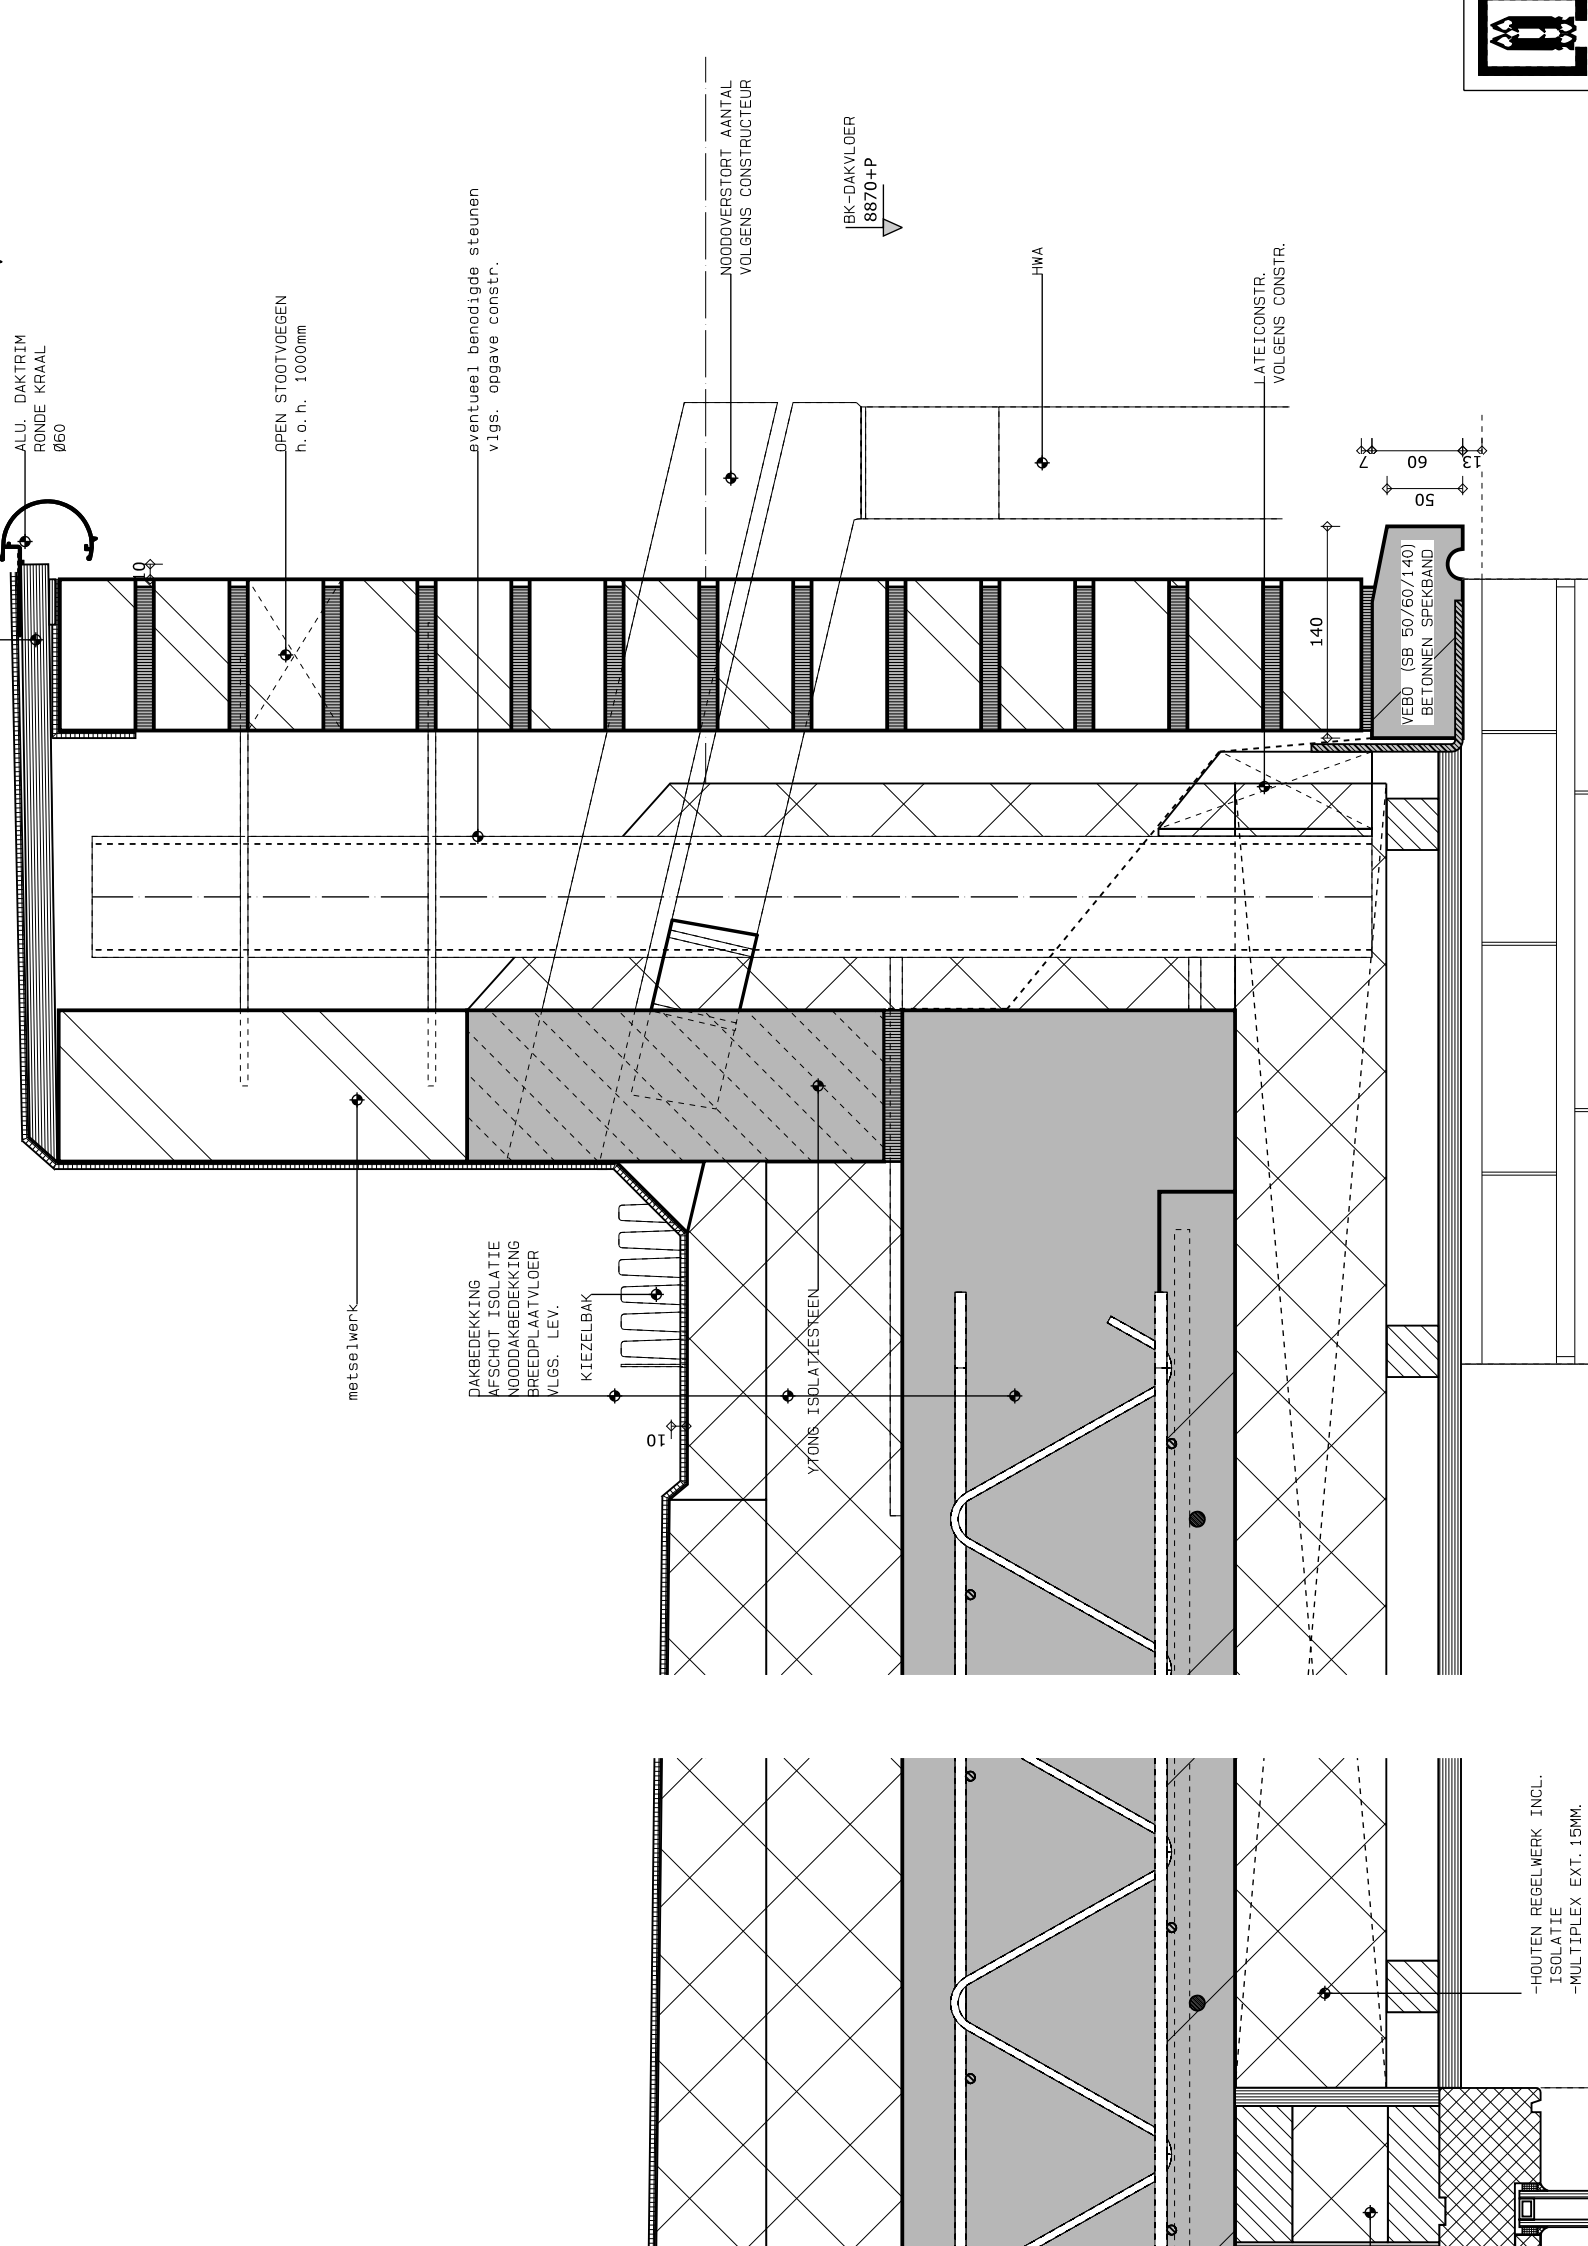 ALU. DAKTRIM
RONDE KRAAL
Ø60
OPEN STOOTVOEGEN
h.o.h. 1000mm
eventueel benodigde steunen
vlgs. opgave constr.
NOODOVERSTORT AANTAL
VOLGENS CONSTRUCTEUR
BK-DAKVLOER
8870+P
HWA
LATEICONSTR.
VOLGENS CONSTR.
7
60
13
50
10
140
VEBO (SB 50/60/140)
BETONNEN SPEKBAND
metselwerk
DAKBEDEKKING
AFSCHOT ISOLATIE
NOODDAKBEDEKKING
BREEDPLAATVLOER
VLGS. LEV.
KIEZELBAK
10
YTONG ISOLATIESTEEN
-HOUTEN REGELWERK INCL.
ISOLATIE
-MULTIPLEX EXT. 15MM.